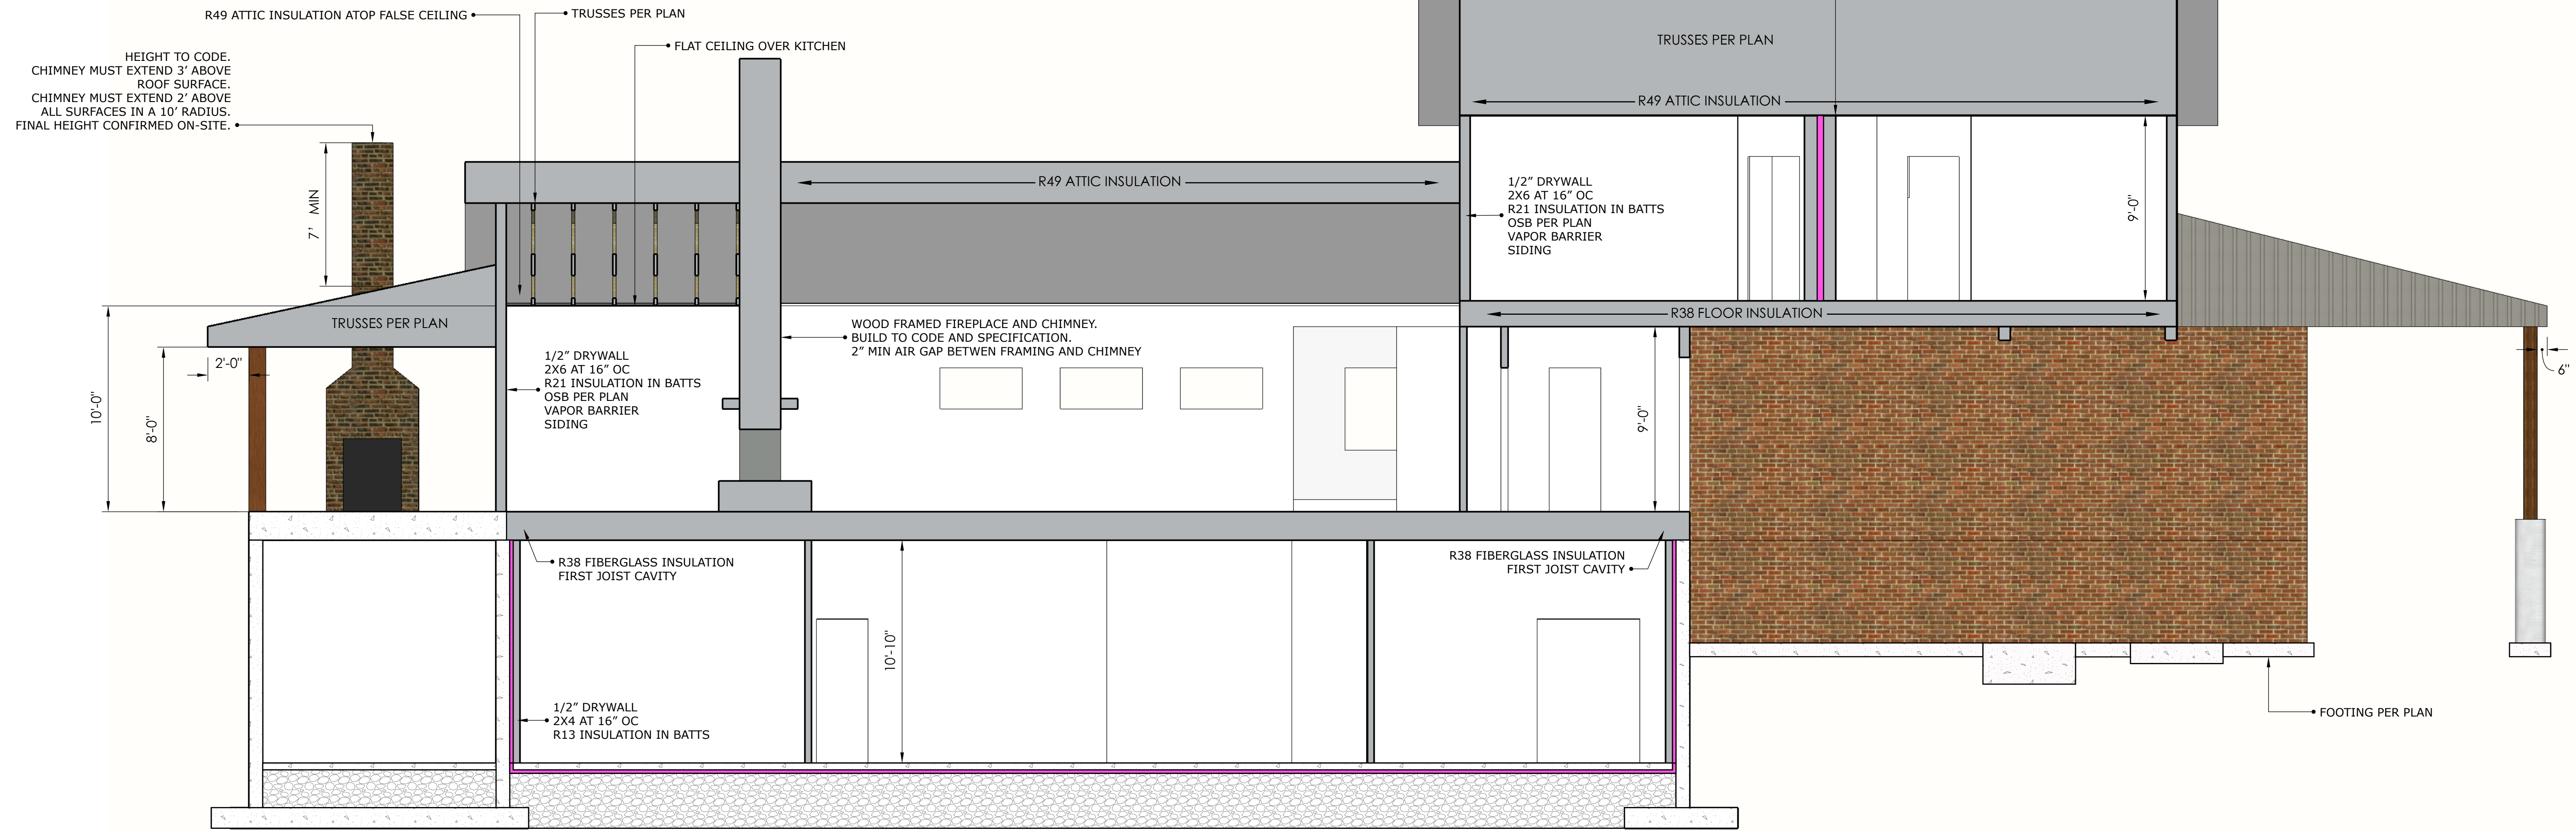 R49 ATTIC INSULATION ATOP FALSE CEILING
TRUSSES PER PLAN
FLAT CEILING OVER KITCHEN
HEIGHT TO CODE.
CHIMNEY MUST EXTEND 3' ABOVE
ROOF SURFACE.
CHIMNEY MUST EXTEND 2' ABOVE
ALL SURFACES IN A 10' RADIUS.
FINAL HEIGHT CONFIRMED ON-SITE.
TRUSSES PER PLAN
R49 ATTIC INSULATION
7' MIN
R49 ATTIC INSULATION
1/2" DRYWALL
2X6 AT 16" OC
R21 INSULATION IN BATTS
OSB PER PLAN
VAPOR BARRIER
SIDING
9'-0"
TRUSSES PER PLAN
R38 FLOOR INSULATION
WOOD FRAMED FIREPLACE AND CHIMNEY.
BUILD TO CODE AND SPECIFICATION.
2" MIN AIR GAP BETWEN FRAMING AND CHIMNEY
1/2" DRYWALL
2X6 AT 16" OC
R21 INSULATION IN BATTS
OSB PER PLAN
VAPOR BARRIER
SIDING
2'-0"
10'-0"
8'-0"
9'-0"
6"
R38 FIBERGLASS INSULATION
FIRST JOIST CAVITY
R38 FIBERGLASS INSULATION
FIRST JOIST CAVITY
10'-10"
1/2" DRYWALL
2X4 AT 16" OC
R13 INSULATION IN BATTS
FOOTING PER PLAN